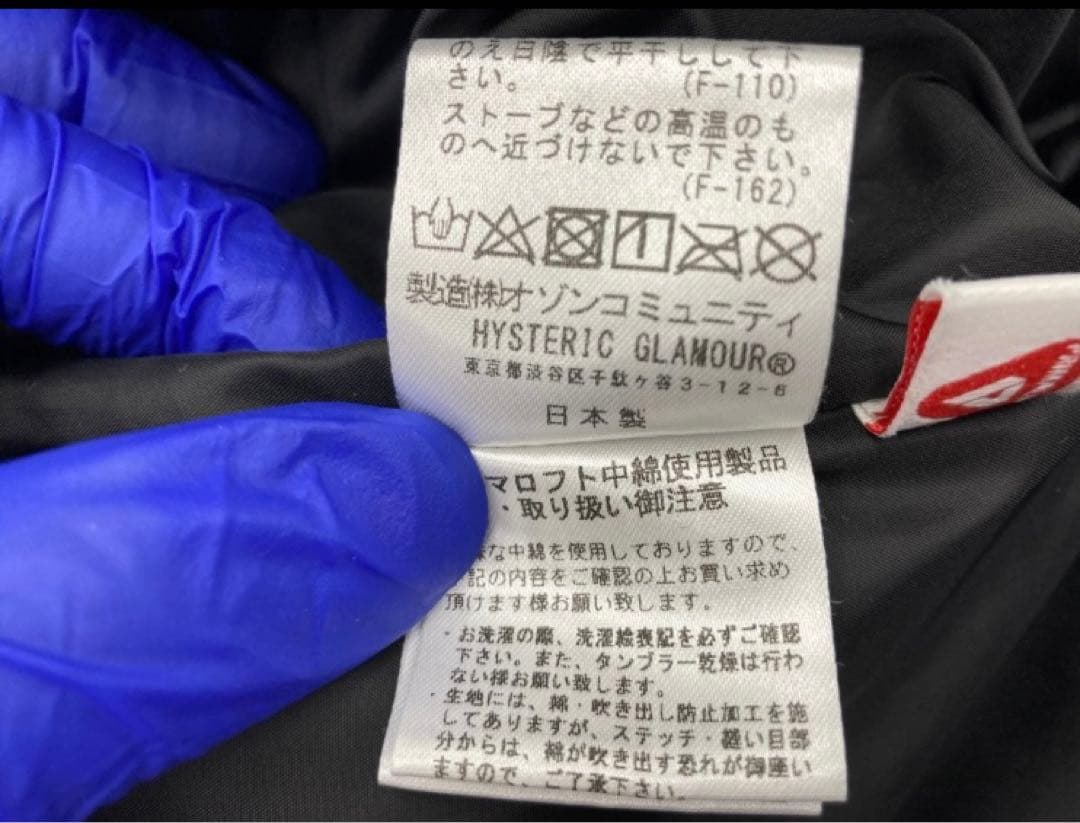 のえ日陰で平干しして下
さい。 (F-110)
ストーブなどの高温のも
のへ近づけないで下さい。
(F-162)
製造㈱オゾンコミュニティ
HYSTERIC GLAMOUR®
東京都渋谷区千駄ヶ谷3-12-6
日本製
マロフト中綿使用製品
・取り扱い御注意
な中綿を使用しておりますので、
記の内容をご確認の上お買い求め
頂けます様お願い致します。
・お洗濯の際、洗濯絵表記を必ずご確認
下さい。また、タンブラー乾燥は行わ
ない様お願い致します。
・生地には、綿・吹き出し防止加工を施
してありますが、ステッチ・縫い目部
分からは、綿が吹き出す恐れが御座い
ますので、ご了承下さい。